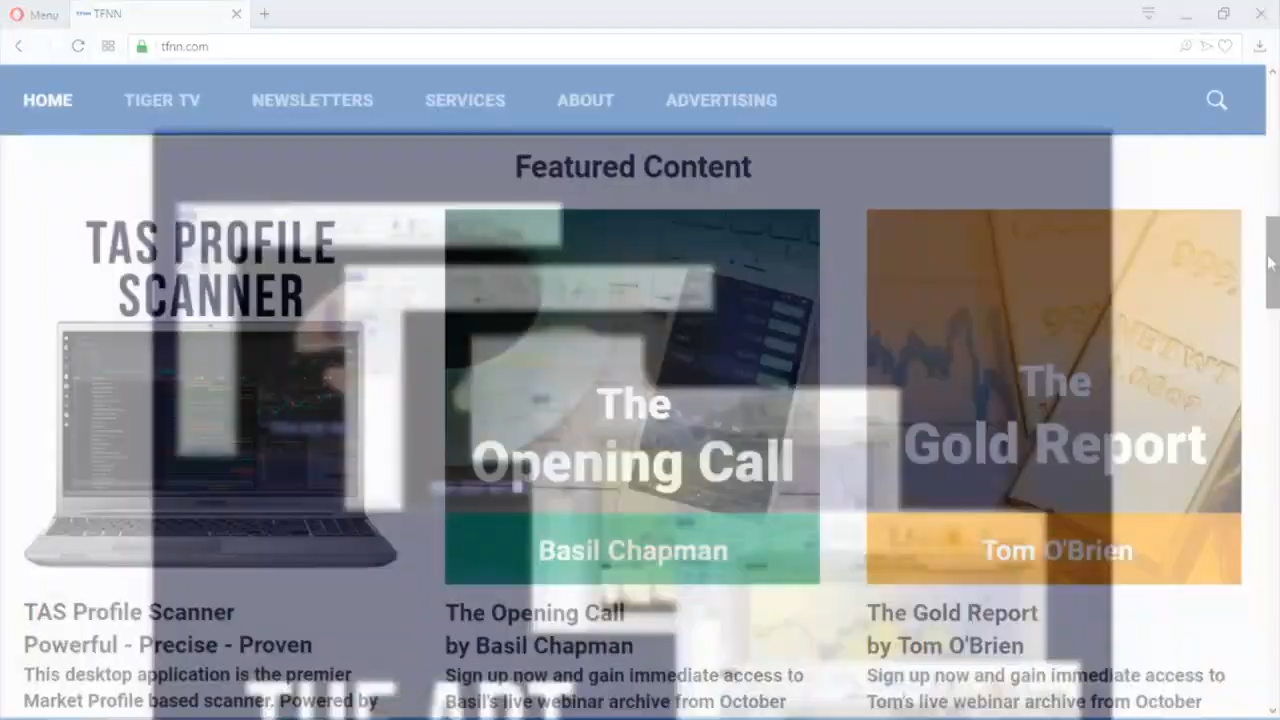 Menu
TFNN
tfnn.com
HOME
TIGER TV
NEWSLETTERS
SERVICES
ABOUT
ADVERTISING
Featured Content
TAS PROFILE
SCANNER
The
Opening Call
Basil Chapman
The
Gold Report
Tom O'Brien
TAS Profile Scanner
Powerful - Precise - Proven
This desktop application is the premier
Market Profile based scanner. Powered by
The Opening Call
by Basil Chapman
Sign up now and gain immediate access to
Basil's live webinar archive from October
The Gold Report
by Tom O'Brien
Sign up now and gain immediate access to
Tom's live webinar archive from October
THE ART